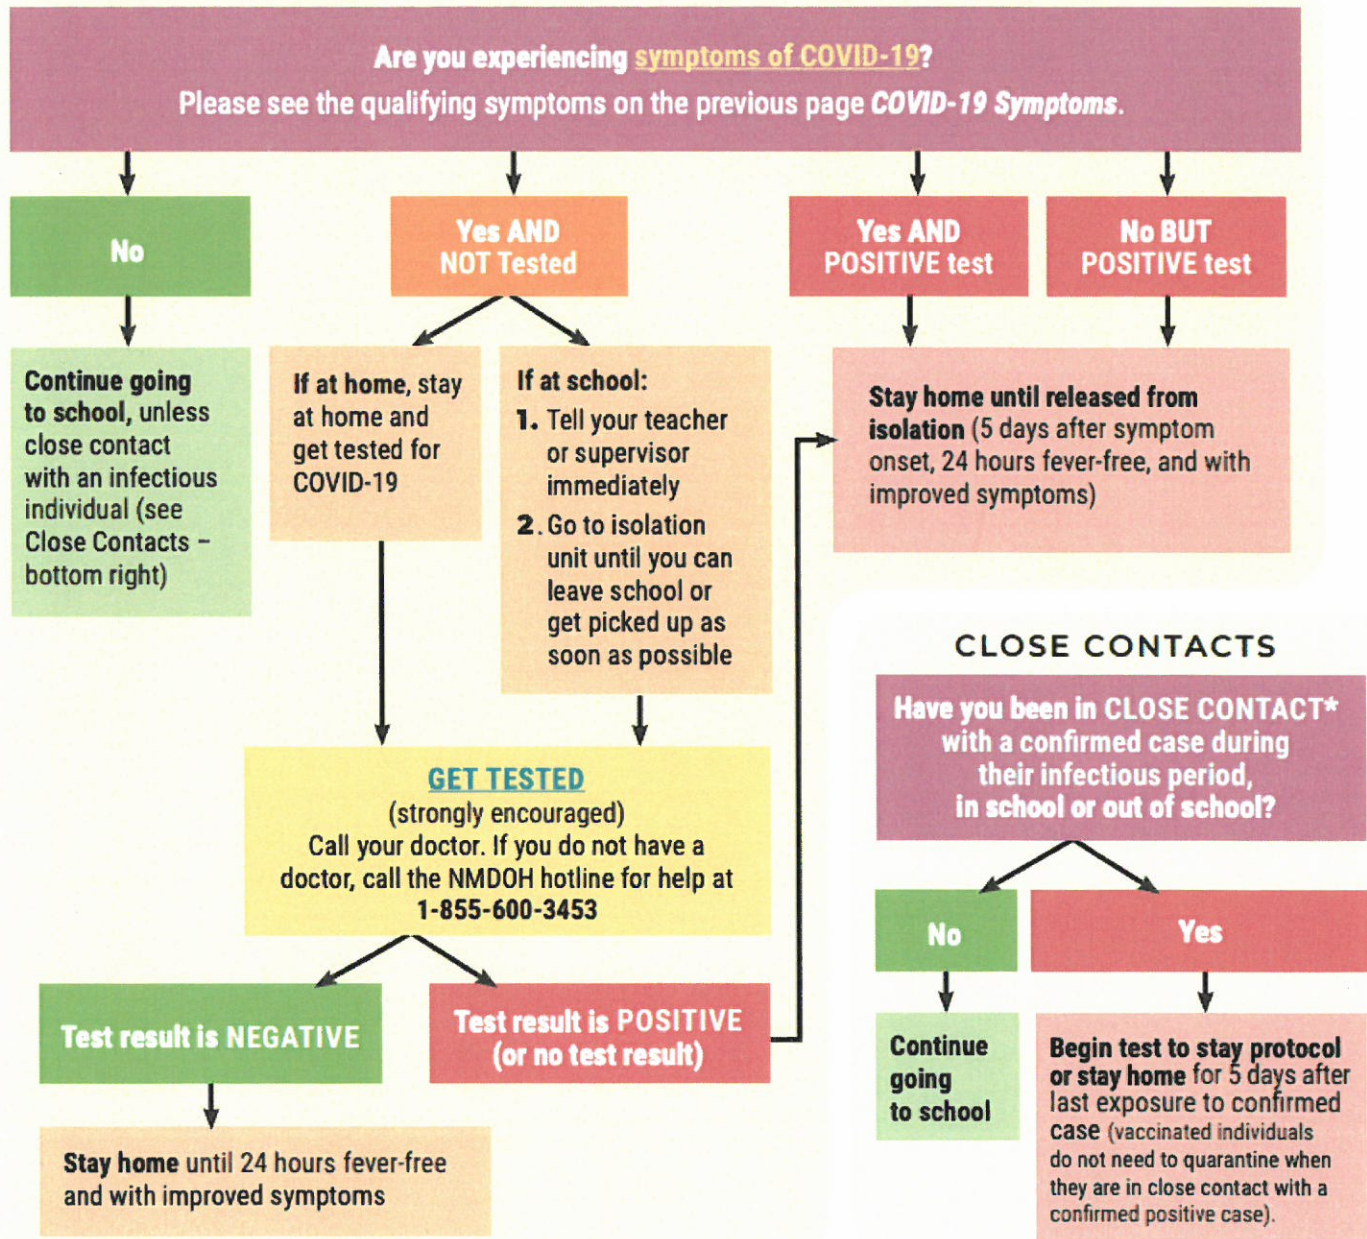 Are you experiencing symptoms of COVID-19?
Please see the qualifying symptoms on the previous page COVID-19 Symptoms.
No
Yes AND
NOT Tested
Yes AND
POSITIVE test
No BUT
POSITIVE test
Continue going
to school, unless
close contact
with an infectious
individual (see
Close Contacts –
bottom right)
If at home, stay
at home and
get tested for
COVID-19
If at school:
1. Tell your teacher
or supervisor
immediately
2. Go to isolation
unit until you can
leave school or
get picked up as
soon as possible
Stay home until released from
isolation (5 days after symptom
onset, 24 hours fever-free, and with
improved symptoms)
GET TESTED
(strongly encouraged)
Call your doctor. If you do not have a
doctor, call the NMDOH hotline for help at
1-855-600-3453
Test result is NEGATIVE
Test result is POSITIVE
(or no test result)
Stay home until 24 hours fever-free
and with improved symptoms
CLOSE CONTACTS
Have you been in CLOSE CONTACT*
with a confirmed case during
their infectious period,
in school or out of school?
No
Yes
Continue
going
to school
Begin test to stay protocol
or stay home for 5 days after
last exposure to confirmed
case (vaccinated individuals
do not need to quarantine when
they are in close contact with a
confirmed positive case).